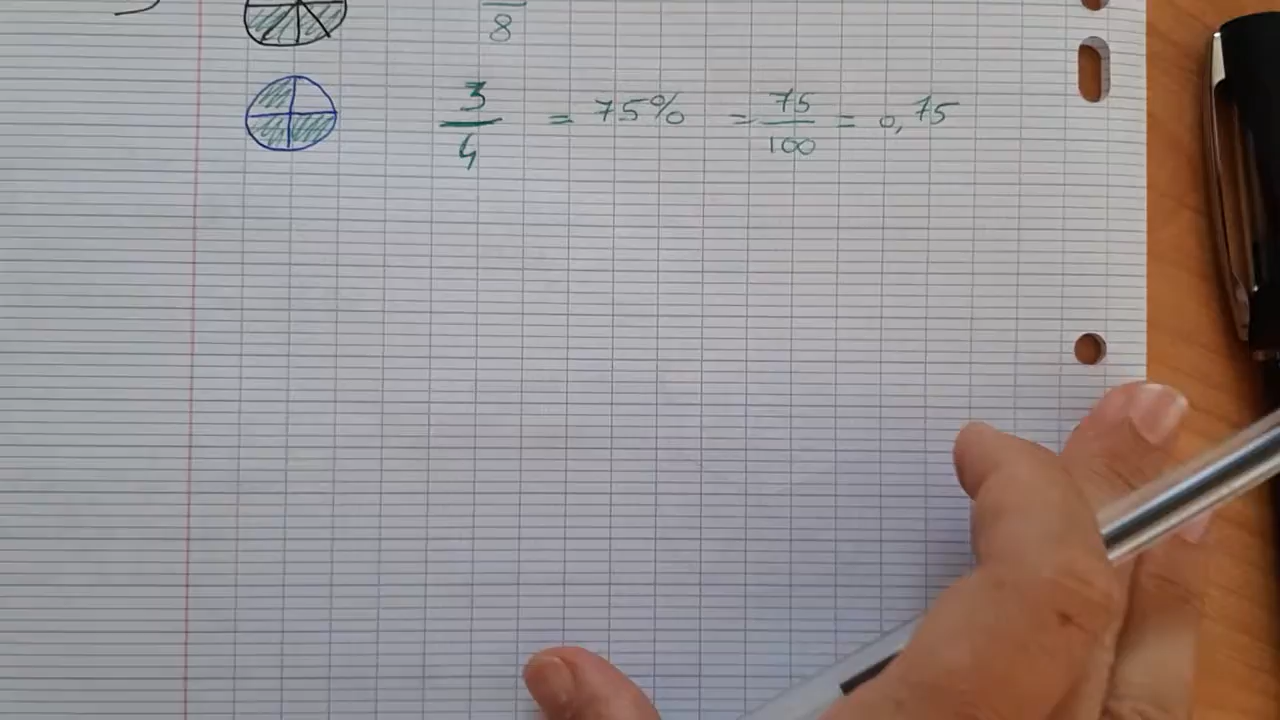 8
3/4 = 75% = 75/100 = 0,75